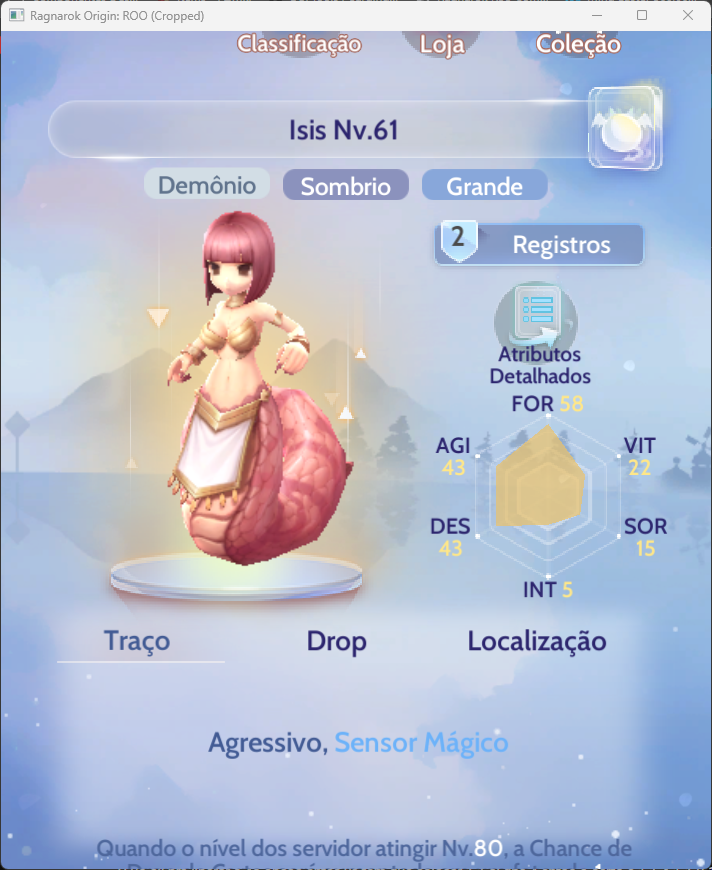 Ragnarok Origin: ROO (Cropped)
Classificação
Loja
Coleção
Isis Nv.61
Demônio
Sombrio
Grande
2
Registros
Atributos
Detalhados
FOR 58
AGI
43
VIT
22
DES
43
SOR
15
INT 5
Traço
Drop
Localização
Agressivo, Sensor Mágico
Quando o nível dos servidor atingir Nv.80, a Chance de